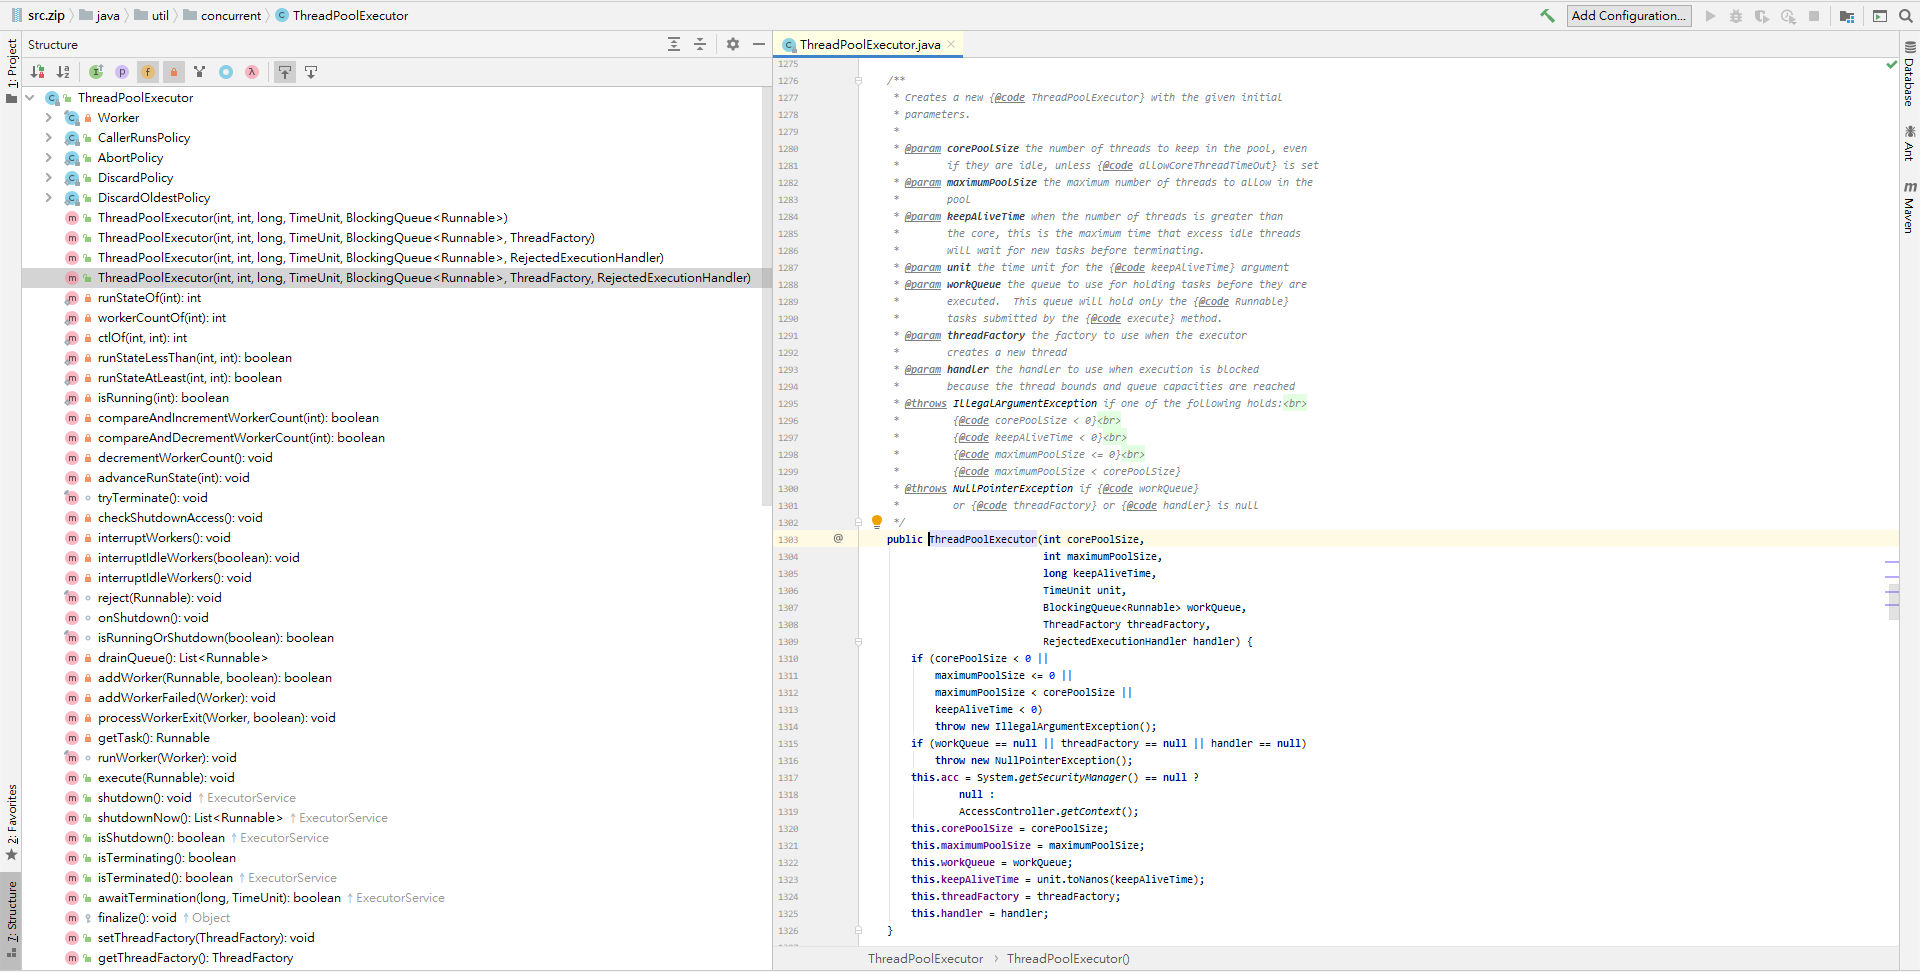 src.zip java util concurrent ThreadPoolExecutor Add Configuration...
1: Project
2: Favorites
7: Structure
Structure
ThreadPoolExecutor
Worker
CallerRunsPolicy
AbortPolicy
DiscardPolicy
DiscardOldestPolicy
ThreadPoolExecutor(int, int, long, TimeUnit, BlockingQueue<Runnable>)
ThreadPoolExecutor(int, int, long, TimeUnit, BlockingQueue<Runnable>, ThreadFactory)
ThreadPoolExecutor(int, int, long, TimeUnit, BlockingQueue<Runnable>, RejectedExecutionHandler)
ThreadPoolExecutor(int, int, long, TimeUnit, BlockingQueue<Runnable>, ThreadFactory, RejectedExecutionHandler)
runStateOf(int): int
workerCountOf(int): int
ctlOf(int, int): int
runStateLessThan(int, int): boolean
runStateAtLeast(int, int): boolean
isRunning(int): boolean
compareAndIncrementWorkerCount(int): boolean
compareAndDecrementWorkerCount(int): boolean
decrementWorkerCount(): void
advanceRunState(int): void
tryTerminate(): void
checkShutdownAccess(): void
interruptWorkers(): void
interruptIdleWorkers(boolean): void
interruptIdleWorkers(): void
reject(Runnable): void
onShutdown(): void
isRunningOrShutdown(boolean): boolean
drainQueue(): List<Runnable>
addWorker(Runnable, boolean): boolean
addWorkerFailed(Worker): void
processWorkerExit(Worker, boolean): void
getTask(): Runnable
runWorker(Worker): void
execute(Runnable): void
shutdown(): void ↑ExecutorService
shutdownNow(): List<Runnable> ↑ExecutorService
isShutdown(): boolean ↑ExecutorService
isTerminating(): boolean
isTerminated(): boolean ↑ExecutorService
awaitTermination(long, TimeUnit): boolean ↑ExecutorService
finalize(): void ↑Object
setThreadFactory(ThreadFactory): void
getThreadFactory(): ThreadFactory
ThreadPoolExecutor.java
1275
1276 /**
1277 * Creates a new {@code ThreadPoolExecutor} with the given initial
1278 * parameters.
1279 *
1280 * @param corePoolSize the number of threads to keep in the pool, even
1281 * if they are idle, unless {@code allowCoreThreadTimeOut} is set
1282 * @param maximumPoolSize the maximum number of threads to allow in the
1283 * pool
1284 * @param keepAliveTime when the number of threads is greater than
1285 * the core, this is the maximum time that excess idle threads
1286 * will wait for new tasks before terminating.
1287 * @param unit the time unit for the {@code keepAliveTime} argument
1288 * @param workQueue the queue to use for holding tasks before they are
1289 * executed.  This queue will hold only the {@code Runnable}
1290 * tasks submitted by the {@code execute} method.
1291 * @param threadFactory the factory to use when the executor
1292 * creates a new thread
1293 * @param handler the handler to use when execution is blocked
1294 * because the thread bounds and queue capacities are reached
1295 * @throws IllegalArgumentException if one of the following holds:<br>
1296 * {@code corePoolSize < 0}<br>
1297 * {@code keepAliveTime < 0}<br>
1298 * {@code maximumPoolSize <= 0}<br>
1299 * {@code maximumPoolSize < corePoolSize}
1300 * @throws NullPointerException if {@code workQueue}
1301 * or {@code threadFactory} or {@code handler} is null
1302 */
1303 @ public ThreadPoolExecutor(int corePoolSize,
1304 int maximumPoolSize,
1305 long keepAliveTime,
1306 TimeUnit unit,
1307 BlockingQueue<Runnable> workQueue,
1308 ThreadFactory threadFactory,
1309 RejectedExecutionHandler handler) {
1310 if (corePoolSize < 0 ||
1311 maximumPoolSize <= 0 ||
1312 maximumPoolSize < corePoolSize ||
1313 keepAliveTime < 0)
1314 throw new IllegalArgumentException();
1315 if (workQueue == null || threadFactory == null || handler == null)
1316 throw new NullPointerException();
1317 this.acc = System.getSecurityManager() == null ?
1318 null :
1319 AccessController.getContext();
1320 this.corePoolSize = corePoolSize;
1321 this.maximumPoolSize = maximumPoolSize;
1322 this.workQueue = workQueue;
1323 this.keepAliveTime = unit.toNanos(keepAliveTime);
1324 this.threadFactory = threadFactory;
1325 this.handler = handler;
1326 }
ThreadPoolExecutor ThreadPoolExecutor()
Database
Ant
Maven